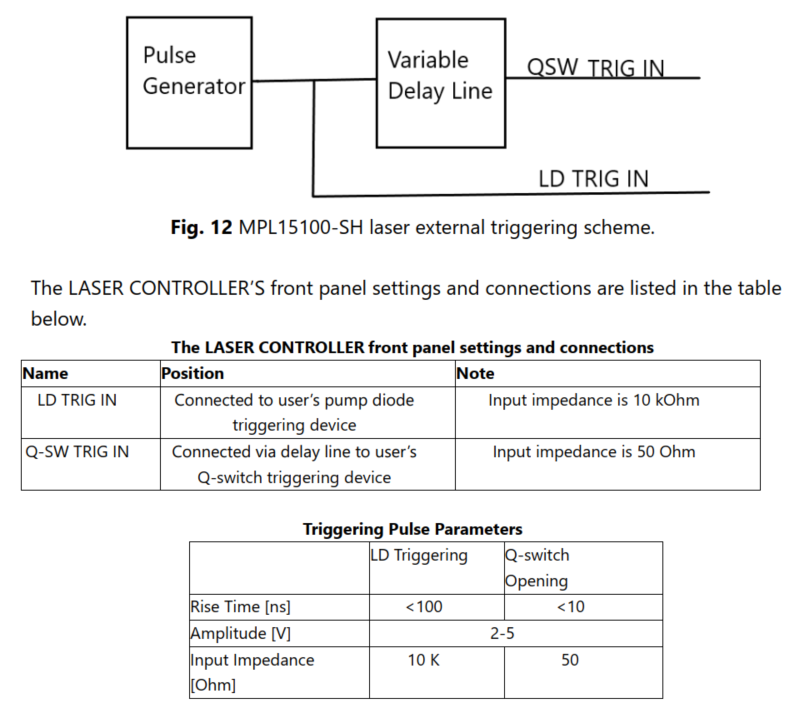 Pulse
Generator
Variable
Delay Line
QSW TRIG IN
LD TRIG IN
Fig. 12 MPL15100-SH laser external triggering scheme.
The LASER CONTROLLER’S front panel settings and connections are listed in the table
below.
The LASER CONTROLLER front panel settings and connections
Name Position Note
LD TRIG IN Connected to user’s pump diode Input impedance is 10 kOhm
triggering device
Q-SW TRIG IN Connected via delay line to user’s Input impedance is 50 Ohm
Q-switch triggering device
Triggering Pulse Parameters
LD Triggering Q-switch
Opening
Rise Time [ns] <100 <10
Amplitude [V] 2-5
Input Impedance 10 K 50
[Ohm]